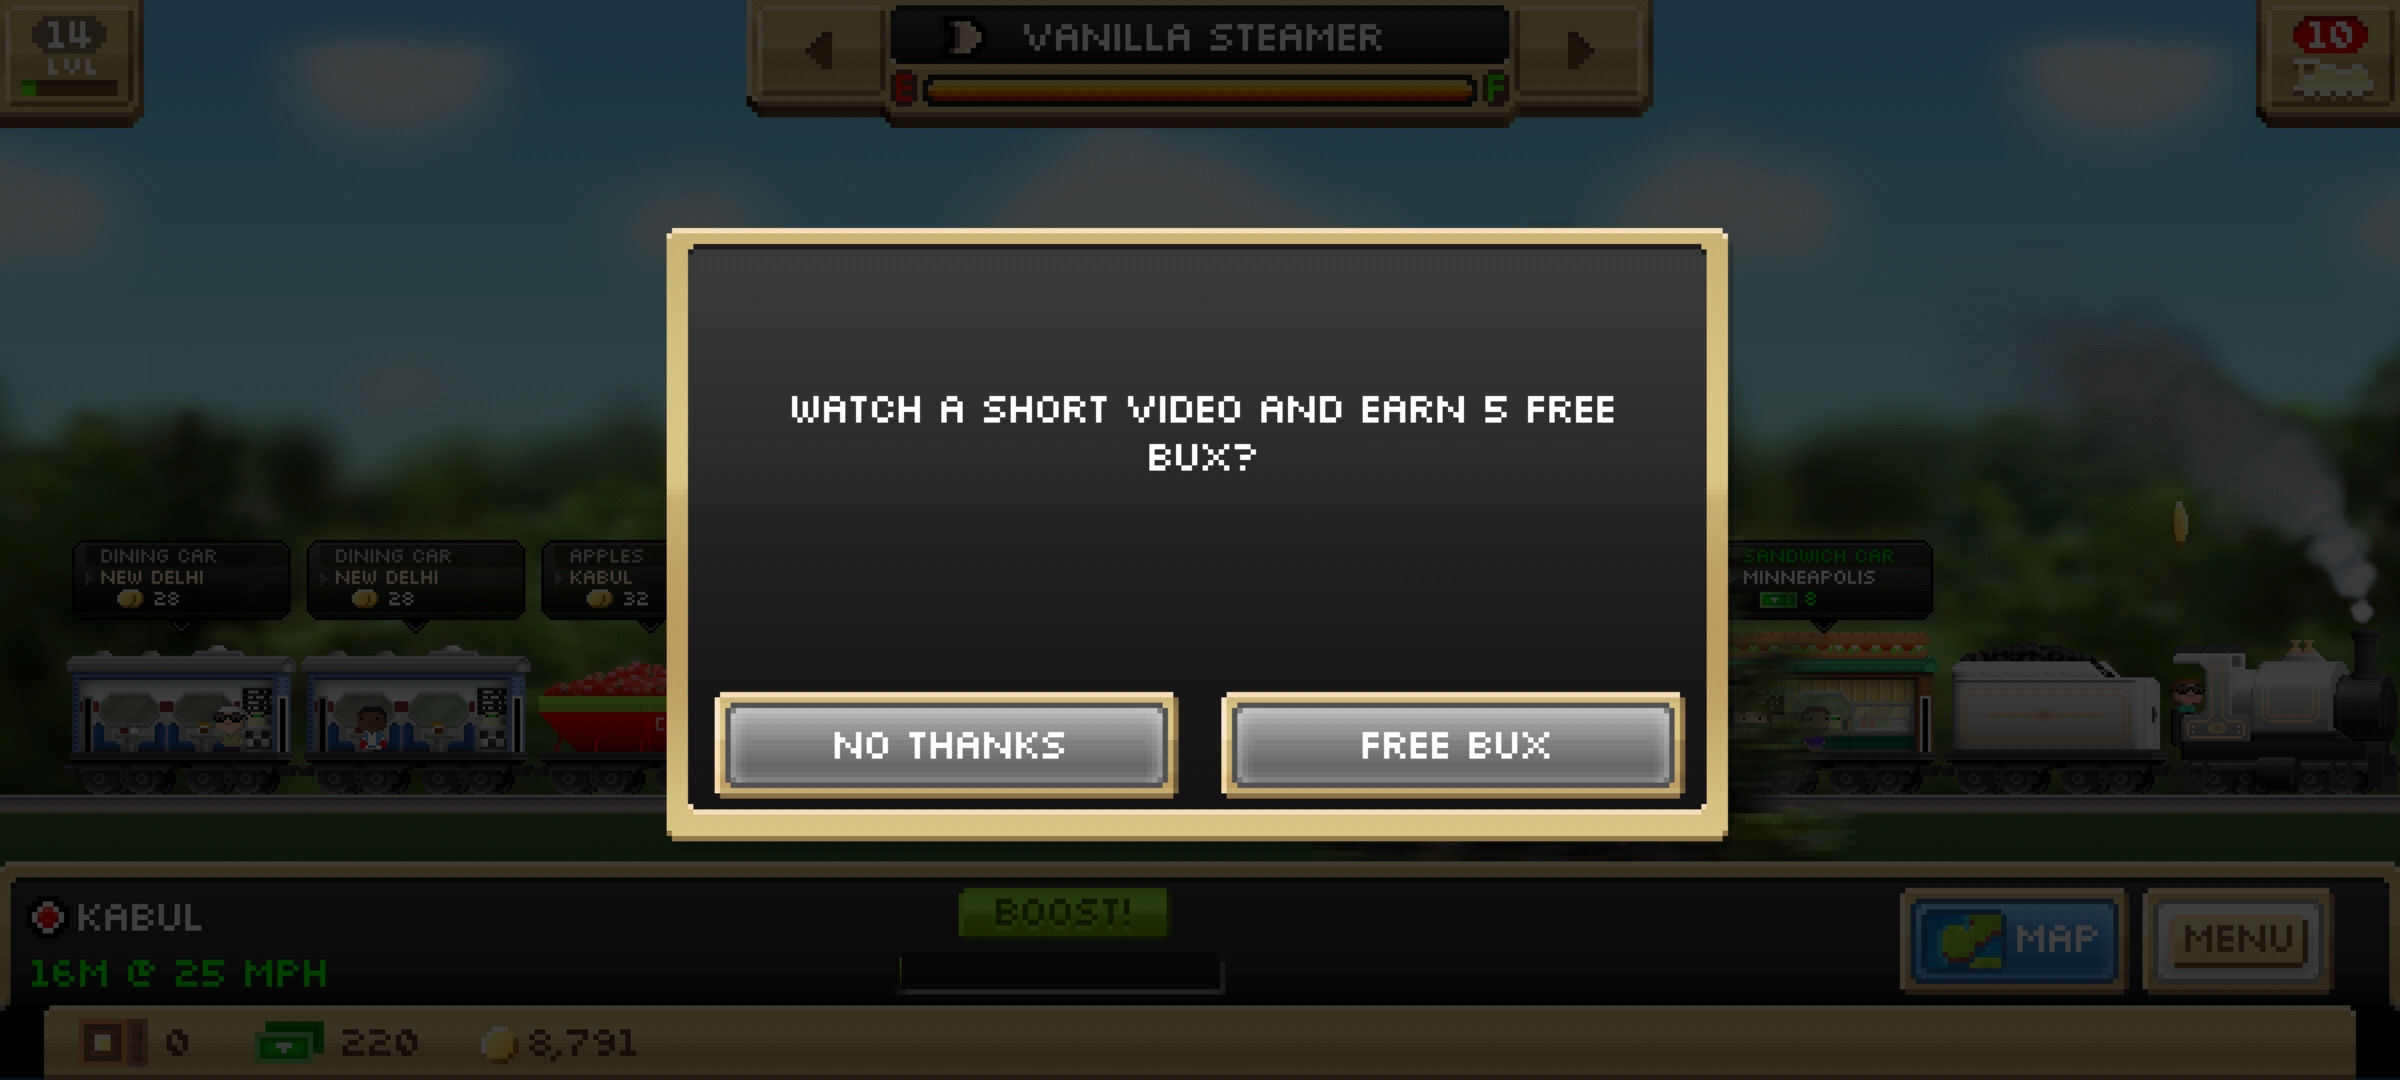 14
LVL
VANILLA STEAMER
E
F
10
WATCH A SHORT VIDEO AND EARN 5 FREE
BUX?
DINING CAR
NEW DELHI
28
DINING CAR
NEW DELHI
28
APPLES
KABUL
32
SANDWICH CAR
MINNEAPOLIS
8
NO THANKS
FREE BUX
KABUL
16M @ 25 MPH
BOOST!
MAP
MENU
0
220
8,791